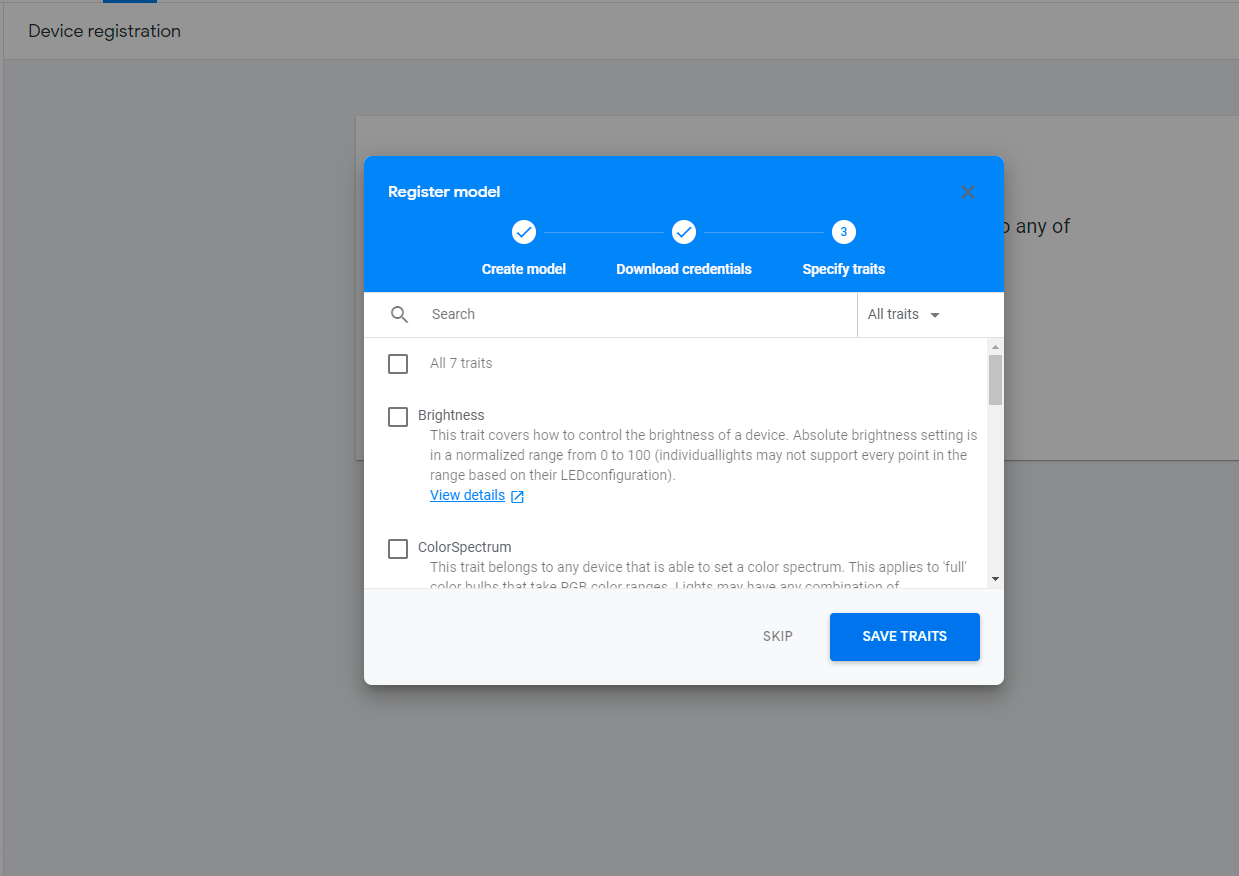 Device registration
any of
Register model
3
Create model
Download credentials
Specify traits
Search
All traits
All 7 traits
Brightness
This trait covers how to control the brightness of a device. Absolute brightness setting is
in a normalized range from 0 to 100 (individuallights may not support every point in the
range based on their LEDconfiguration).
View details
ColorSpectrum
This trait belongs to any device that is able to set a color spectrum. This applies to 'full'
color bulbs that take RGB color ranges. Lights may have any combination of
SKIP
SAVE TRAITS